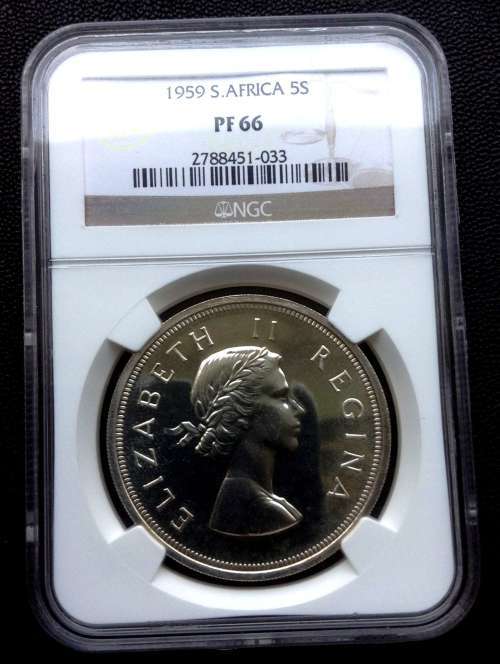 1959 S.AFRICA 5S
PF 66
2788451-033
NGC
ELIZABETH II REGINA